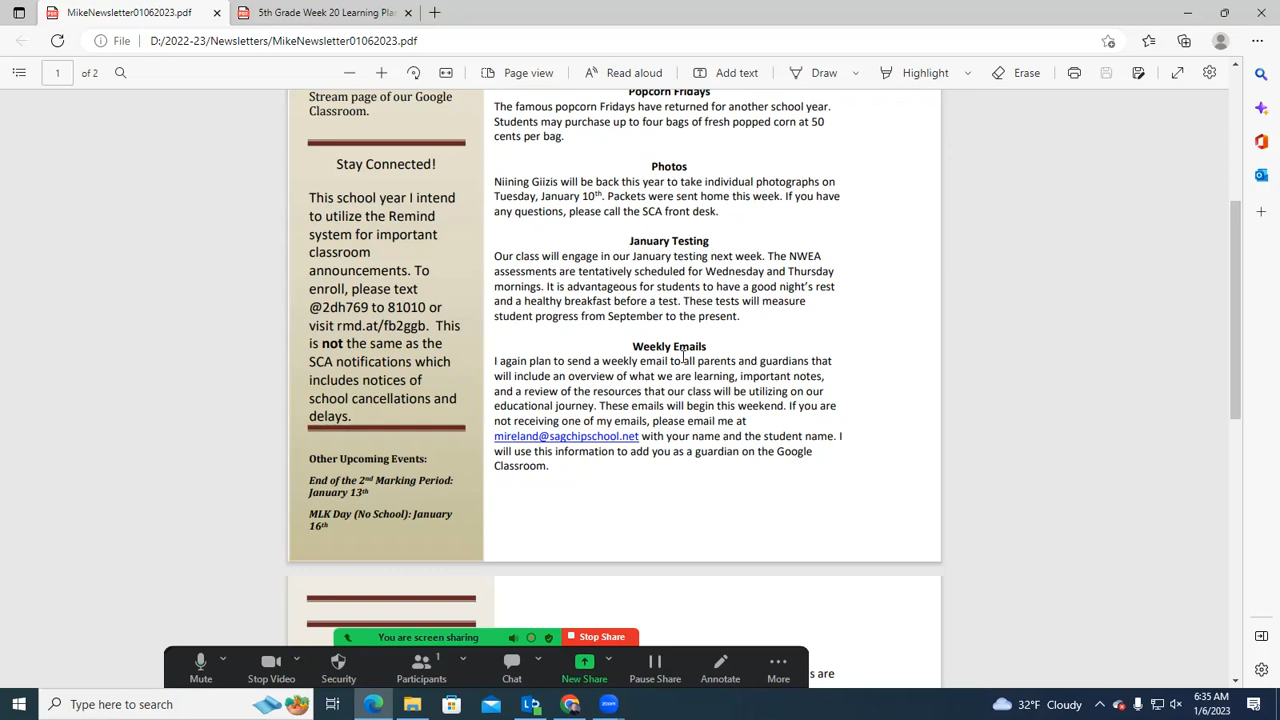 MikeNewsletter01062023.pdf
5th Grade Week 20 Learning Pla
File
D:/2022-23/Newsletters/MikeNewsletter01062023.pdf
1
of 2
Page view
Read aloud
Add text
Draw
Highlight
Erase
Stream page of our Google
Classroom.
Stay Connected!
This school year I intend
to utilize the Remind
system for important
classroom
announcements. To
enroll, please text
@2dh769 to 81010 or
visit rmd.at/fb2ggb. This
is not the same as the
SCA notifications which
includes notices of
school cancellations and
delays.
Other Upcoming Events:
End of the 2nd Marking Period:
January 13th
MLK Day (No School): January
16th
Popcorn Fridays
The famous popcorn Fridays have returned for another school year.
Students may purchase up to four bags of fresh popped corn at 50
cents per bag.
Photos
Niining Giizis will be back this year to take individual photographs on
Tuesday, January 10th. Packets were sent home this week. If you have
any questions, please call the SCA front desk.
January Testing
Our class will engage in our January testing next week. The NWEA
assessments are tentatively scheduled for Wednesday and Thursday
mornings. It is advantageous for students to have a good night's rest
and a healthy breakfast before a test. These tests will measure
student progress from September to the present.
Weekly Emails
I again plan to send a weekly email to all parents and guardians that
will include an overview of what we are learning, important notes,
and a review of the resources that our class will be utilizing on our
educational journey. These emails will begin this weekend. If you are
not receiving one of my emails, please email me at
mireland@sagchipschool.net with your name and the student name. I
will use this information to add you as a guardian on the Google
Classroom.
s are
You are screen sharing
Stop Share
Mute
Stop Video
Security
1
Participants
Chat
New Share
Pause Share
Annotate
More
Type here to search
zoom
32°F Cloudy
6:35 AM
1/6/2023